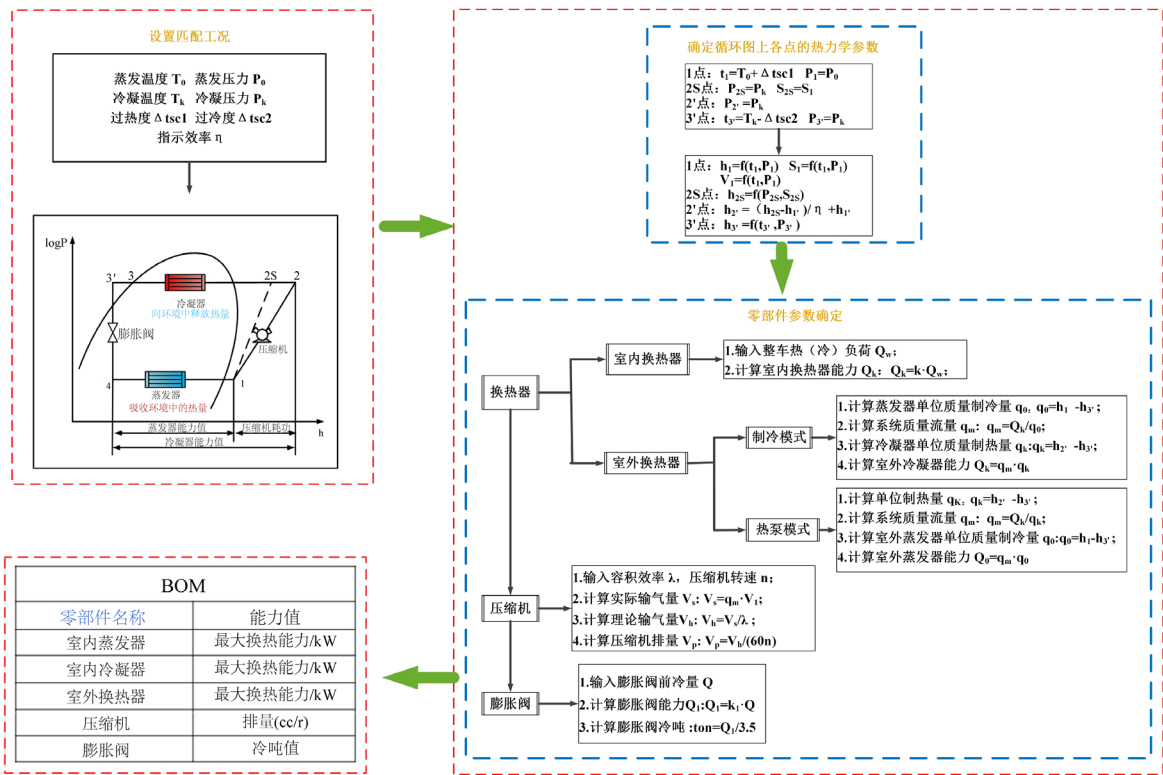 设置匹配工况
蒸发温度 T₀ 蒸发压力 P₀
冷凝温度 Tₖ 冷凝压力 Pₖ
过热度 Δtsc1 过冷度 Δtsc2
指示效率 η
logP
3′ 3 2S 2
冷凝器
向环境中释放热量
膨胀阀
压缩机
4 1
蒸发器
吸收环境中的热量
蒸发器能力值 压缩机耗功
h
冷凝器能力值
确定循环图上各点的热力学参数
1点：t₁=T₀+Δtsc1 P₁=P₀
2S点：P₂S=Pₖ S₂S=S₁
2'点：P₂' =Pₖ
3'点：t₃'=Tₖ-Δtsc2 P₃'=Pₖ
1点：h₁=f(t₁,P₁) S₁=f(t₁,P₁)
V₁=f(t₁,P₁)
2S点：h₂S=f(P₂S,S₂S)
2'点：h₂' =（h₂S-h₁' )/ η +h₁'
3'点：h₃' =f(t₃' ,P₃' )
零部件参数确定
换热器
室内换热器
1.输入整车热（冷）负荷 Qw；
2.计算室内换热器能力 Qₖ：Qₖ=k·Qw；
室外换热器
制冷模式
1.计算蒸发器单位质量制冷量 q₀：q₀=h₁ -h₃'；
2.计算系统质量流量 qₘ：qₘ=Qₖ/q₀;
3.计算冷凝器单位质量制热量 qₖ:qₖ=h₂' -h₃';
4.计算室外冷凝器能力 Qₖ=qₘ·qₖ
热泵模式
1.计算单位制热量 qK：qₖ=h₂' -h₃'；
2.计算系统质量流量 qₘ：qₘ=Qₖ/qₖ;
3.计算室外蒸发器单位质量制冷量 q₀:q₀=h₁-h₃'；
4.计算室外蒸发器能力 Q₀=qₘ·q₀
压缩机
1.输入容积效率 λ，压缩机转速 n；
2.计算实际输气量 Vₛ: Vₛ=qₘ·V₁;
3.计算理论输气量Vₕ: Vₕ=Vₛ/λ ;
4.计算压缩机排量 Vₚ: Vₚ=Vₕ/(60n)
膨胀阀
1.输入膨胀阀前冷量 Q
2.计算膨胀阀能力Q₁:Q₁=k₁·Q
3.计算膨胀阀冷吨 :ton=Q₁/3.5
BOM
零部件名称 能力值
室内蒸发器 最大换热能力/kW
室内冷凝器 最大换热能力/kW
室外换热器 最大换热能力/kW
压缩机 排量(cc/r)
膨胀阀 冷吨值